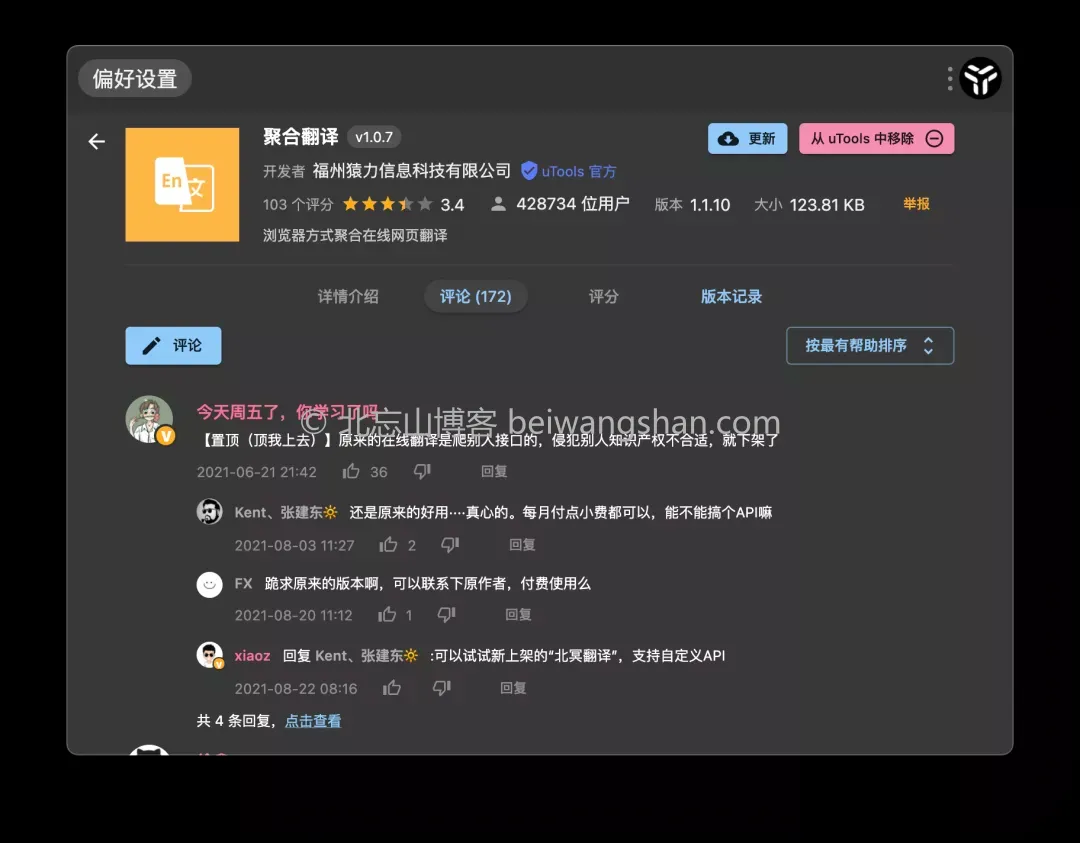 偏好设置
聚合翻译 v1.0.7
更新
从 uTools 中移除
En 文
开发者 福州猿力信息科技有限公司 uTools 官方
103 个评分 3.4 428734 位用户 版本 1.1.10 大小 123.81 KB 举报
浏览器方式聚合在线网页翻译
详情介绍 评论 (172) 评分 版本记录
评论 按最有帮助排序
今天周五了，你学习了吗
© 北忘山博客 beiwangshan.com
【置顶（顶我上去）】原来的在线翻译是爬别人接口的，侵犯别人知识产权不合适，就下架了
2021-06-21 21:42 36 回复
Kent、张建东🔆 还是原来的好用····真心的。每月付点小费都可以，能不能搞个API嘛
2021-08-03 11:27 2 回复
FX 跪求原来的版本啊，可以联系下原作者，付费使用么
2021-08-20 11:12 1 回复
xiaoz 回复 Kent、张建东🔆 :可以试试新上架的“北冥翻译”，支持自定义API
2021-08-22 08:16 回复
共 4 条回复，点击查看